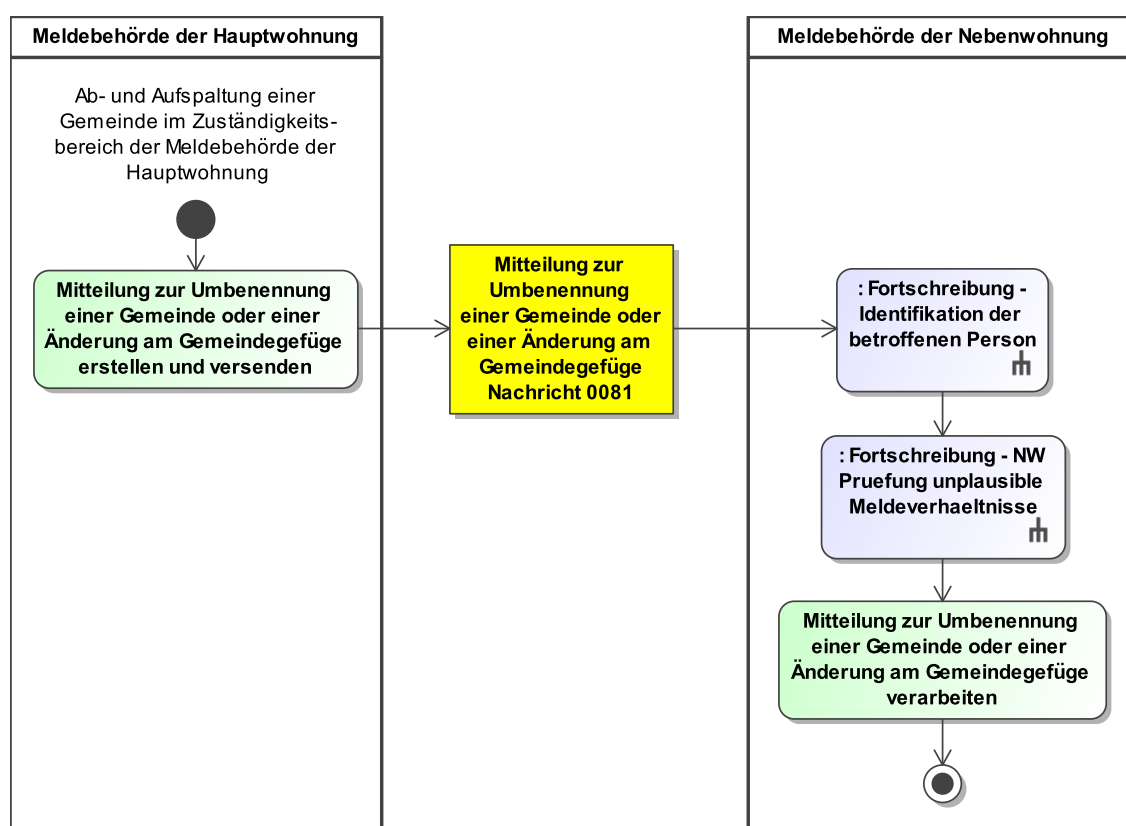 Meldebehörde der Hauptwohnung
Ab- und Aufspaltung einer
Gemeinde im Zuständigkeits-
bereich der Meldebehörde der
Hauptwohnung
Mitteilung zur Umbenennung
einer Gemeinde oder einer
Änderung am Gemeindegefüge
erstellen und versenden
Mitteilung zur
Umbenennung
einer Gemeinde oder
einer Änderung am
Gemeindegefüge
Nachricht 0081
Meldebehörde der Nebenwohnung
: Fortschreibung -
Identifikation der
betroffenen Person
: Fortschreibung - NW
Pruefung unplausible
Meldeverhaeltnisse
Mitteilung zur Umbenennung
einer Gemeinde oder einer
Änderung am Gemeindegefüge
verarbeiten